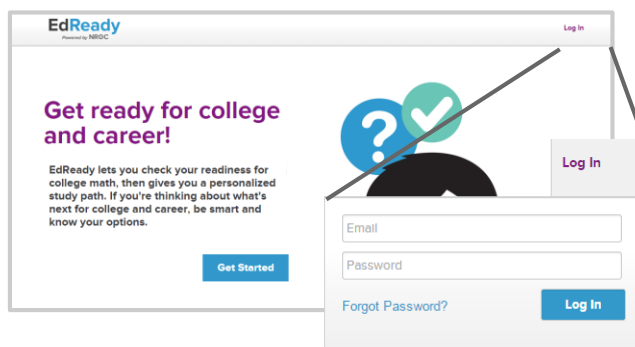 EdReady
Powered by NROC
Log In
Get ready for college
and career!
EdReady lets you check your readiness for
college math, then gives you a personalized
study path. If you're thinking about what's
next for college and career, be smart and
know your options.
Get Started
Log In
Email
Password
Forgot Password?
Log In